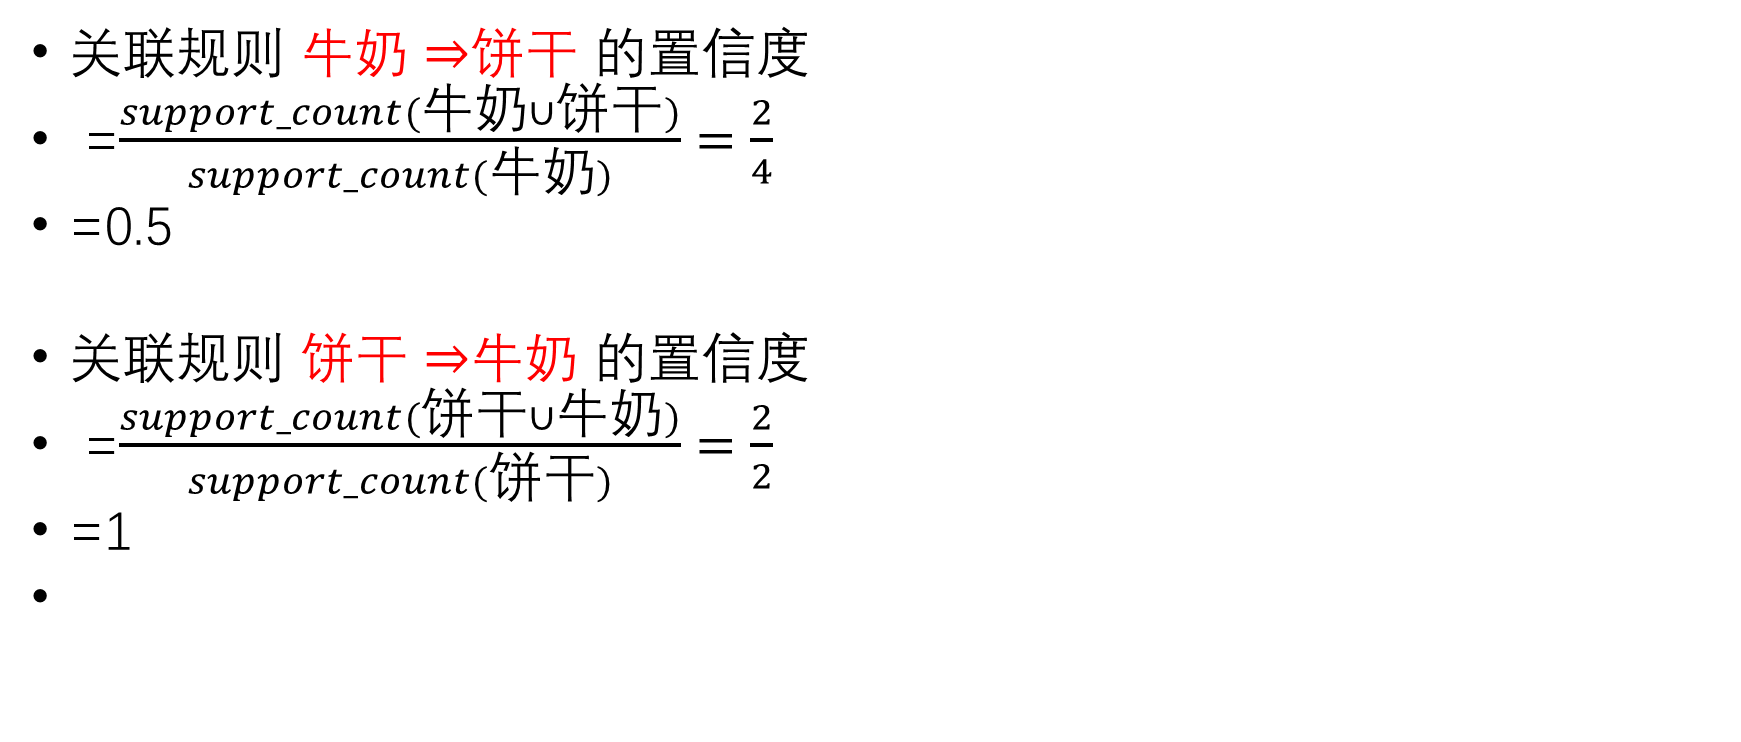 • 关联规则 牛奶 ⇒饼干 的置信度
• =support_count(牛奶∪饼干)/support_count(牛奶) = 2/4
• =0.5
• 关联规则 饼干 ⇒牛奶 的置信度
• =support_count(饼干∪牛奶)/support_count(饼干) = 2/2
• =1
•